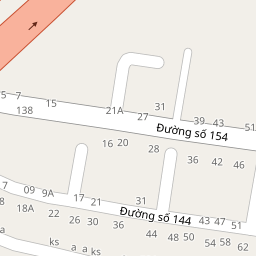 5 7 15 21A 27 31 39 43 51
138 Đường số 154
16 20 28 36 42 46
7 09 9A 17 21 31 43 47 51
8 18A 22 26 30 Đường số 144
36 44 48 50 54 58 62
a ks a a ks